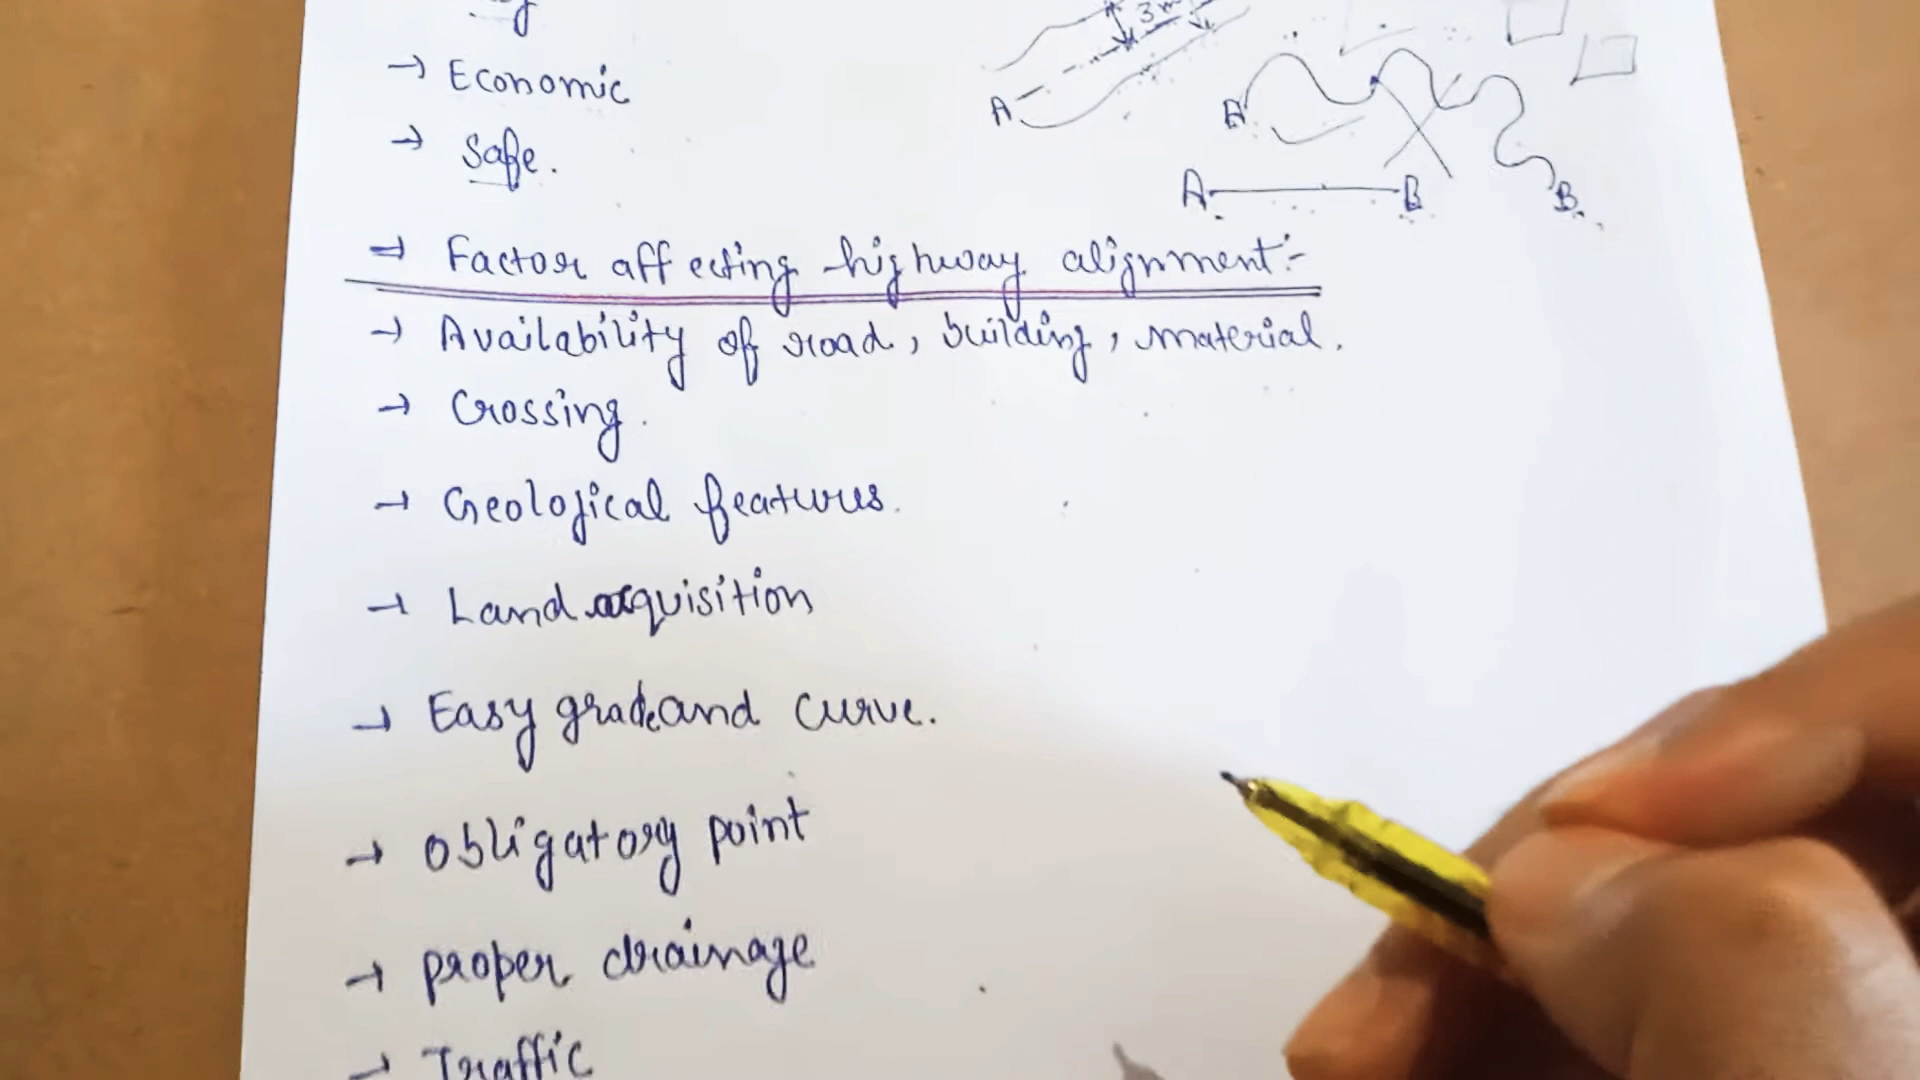 3m
A
→ Economic
→ Safe.
A
B.
A B
→ Factor affecting highway alignment:-
→ Availability of road, building, material.
→ Crossing.
→ Geological features.
→ Land acquisition
→ Easy grade and curve.
→ Obligatory point
→ proper drainage
→ Traffic